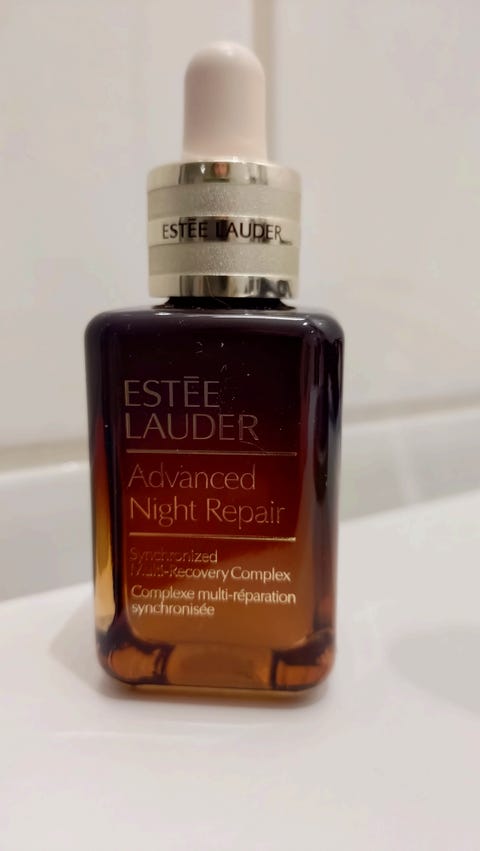 ESTĒE LAUDER
ESTĒE
LAUDER
Advanced
Night Repair
Synchronized
Multi-Recovery Complex
Complexe multi-réparation
synchronisée